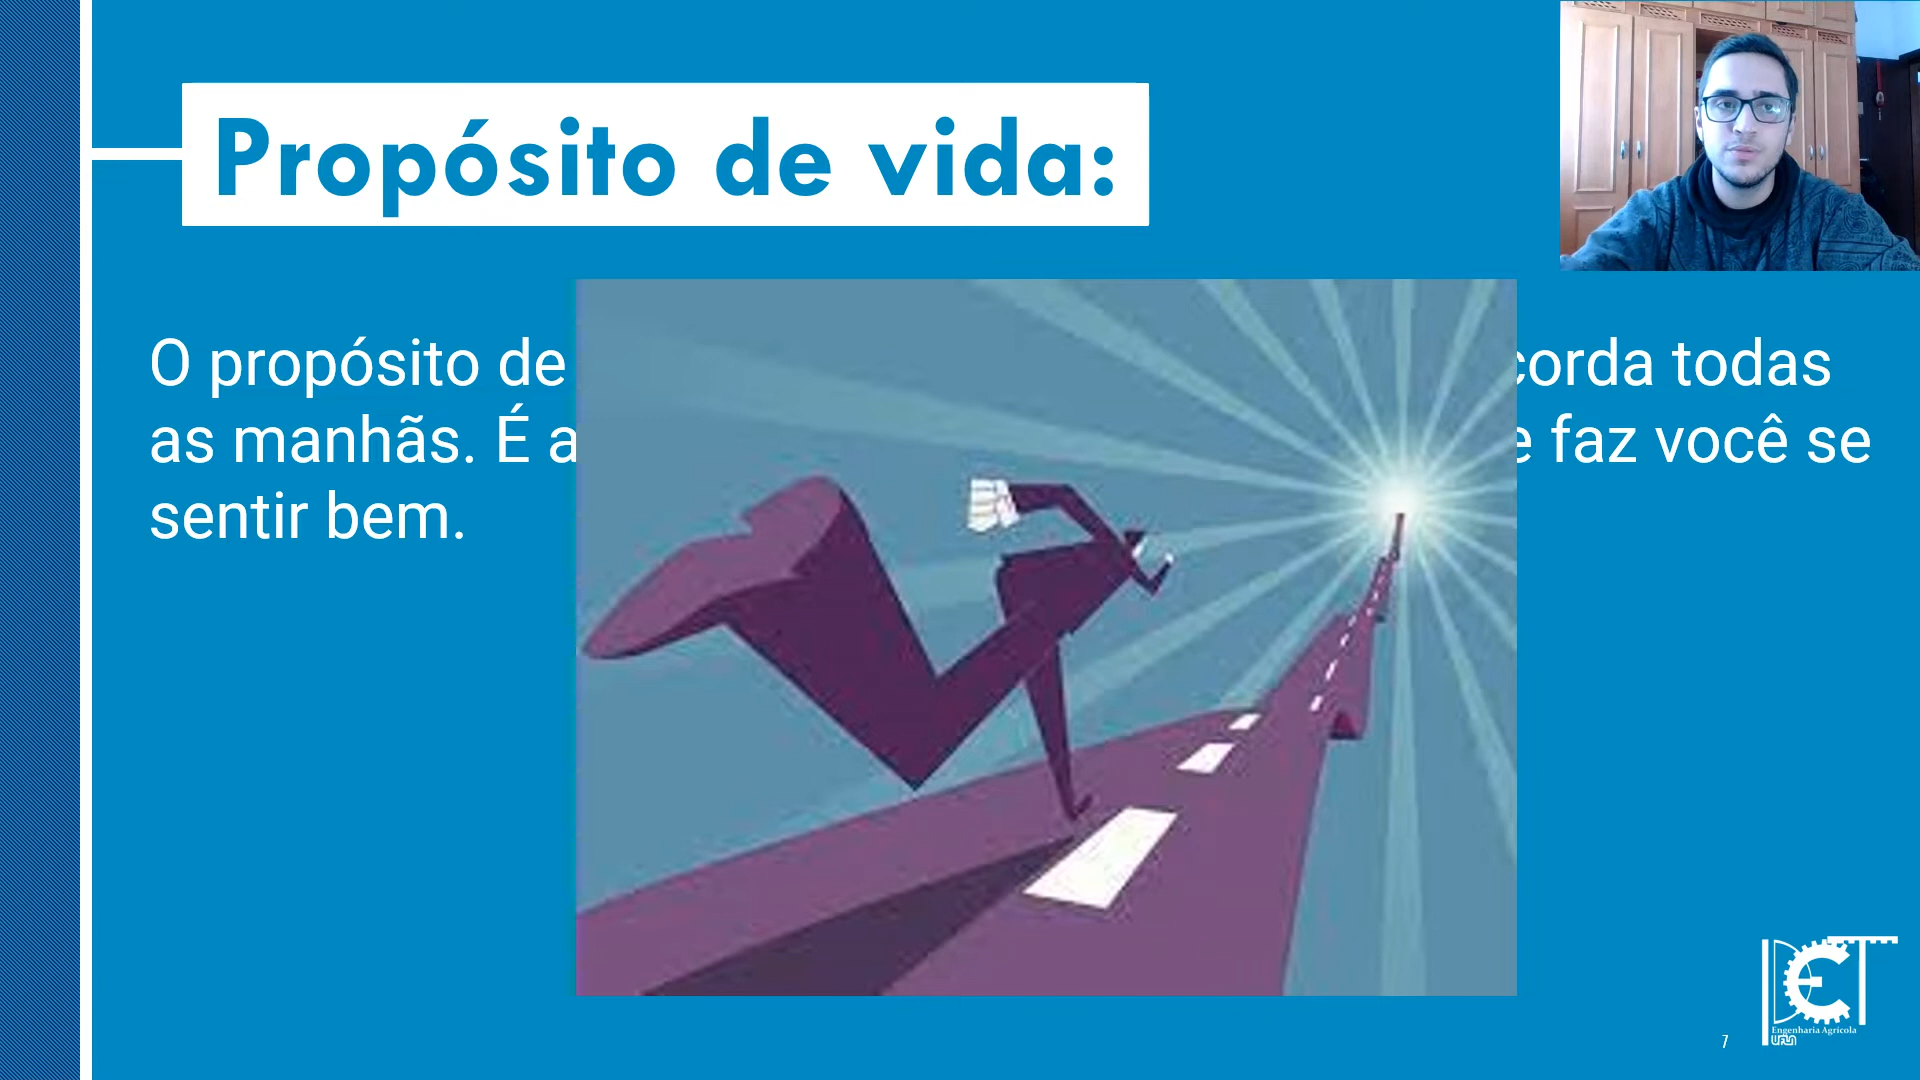 Propósito de vida:
O propósito de corda todas
as manhãs. É a faz você se
sentir bem.
Engenharia Agrícola
7